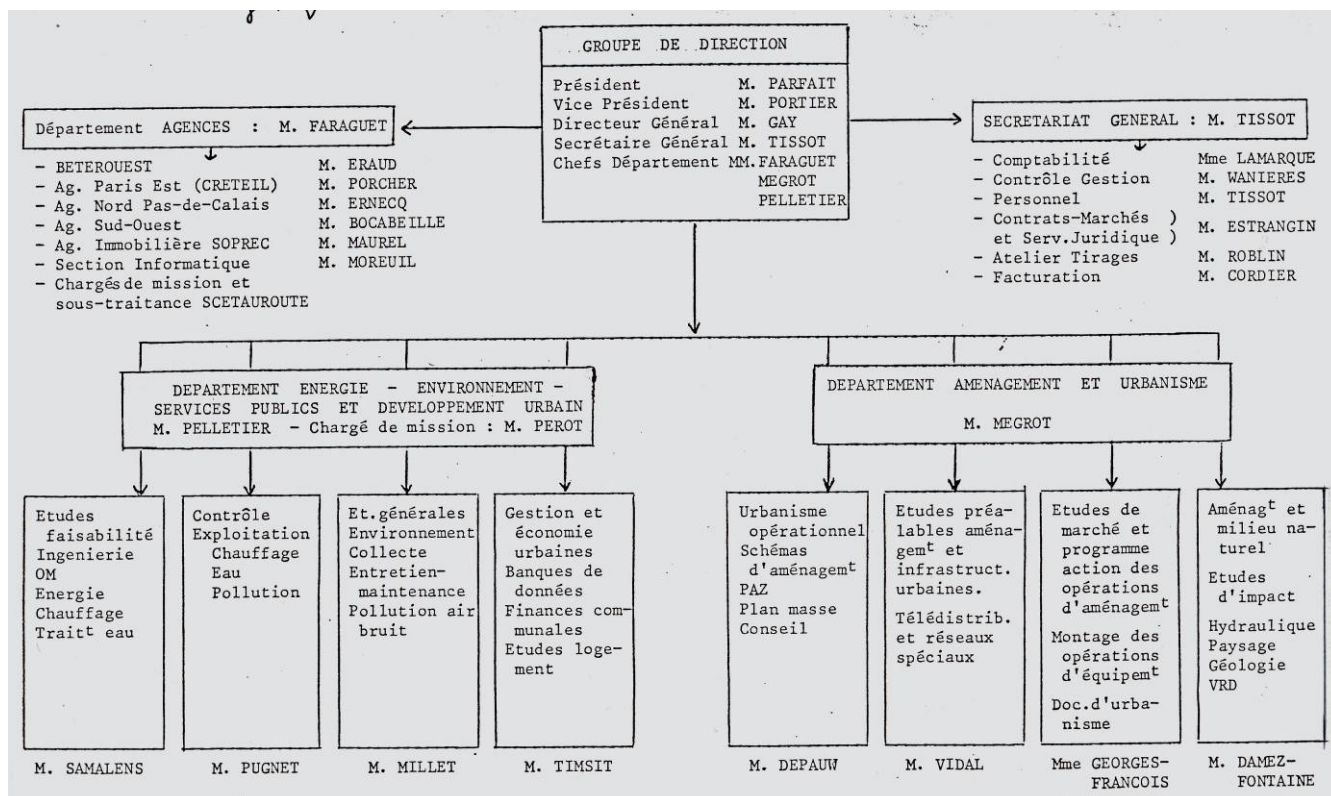 GROUPE DE DIRECTION
Président M. PARFAIT
Vice Président M. PORTIER
Directeur Général M. GAY
Secrétaire Général M. TISSOT
Chefs Département MM. FARAGUET
MEGROT
PELLETIER
Département AGENCES : M. FARAGUET
- BETEROUEST M. ERAUD
- Ag. Paris Est (CRETEIL) M. PORCHER
- Ag. Nord Pas-de-Calais M. ERNECQ
- Ag. Sud-Ouest M. BOCABEILLE
- Ag. Immobilière SOPREC M. MAUREL
- Section Informatique M. MOREUIL
- Chargés de mission et
sous-traitance SCETAUROUTE
SECRETARIAT GENERAL : M. TISSOT
- Comptabilité Mme LAMARQUE
- Contrôle Gestion M. WANIERES
- Personnel M. TISSOT
- Contrats-Marchés )
et Serv.Juridique ) M. ESTRANGIN
- Atelier Tirages M. ROBLIN
- Facturation M. CORDIER
DEPARTEMENT ENERGIE - ENVIRONNEMENT -
SERVICES PUBLICS ET DEVELOPPEMENT URBAIN
M. PELLETIER - Chargé de mission : M. PEROT
DEPARTEMENT AMENAGEMENT ET URBANISME
M. MEGROT
Etudes
faisabilité
Ingenierie
OM
Energie
Chauffage
Traitt eau
M. SAMALENS
Contrôle
Exploitation
Chauffage
Eau
Pollution
M. PUGNET
Et.générales
Environnement
Collecte
Entretien-
maintenance
Pollution air
bruit
M. MILLET
Gestion et
économie
urbaines
Banques de
données
Finances com-
munales
Etudes loge-
ment
M. TIMSIT
Urbanisme
opérationnel
Schémas
d'aménagemt
PAZ
Plan masse
Conseil
M. DEPAUW
Etudes préa-
lables aména-
gemt et
infrastruct.
urbaines.
Télédistrib.
et réseaux
spéciaux
M. VIDAL
Etudes de
marché et
programme
action des
opérations
d'aménagemt
Montage des
opérations
d'équipemt
Doc.d'urba-
nisme
Mme GEORGES-
FRANCOIS
Aménagt et
milieu na-
turel
Etudes
d'impact
Hydraulique
Paysage
Géologie
VRD
M. DAMEZ-
FONTAINE